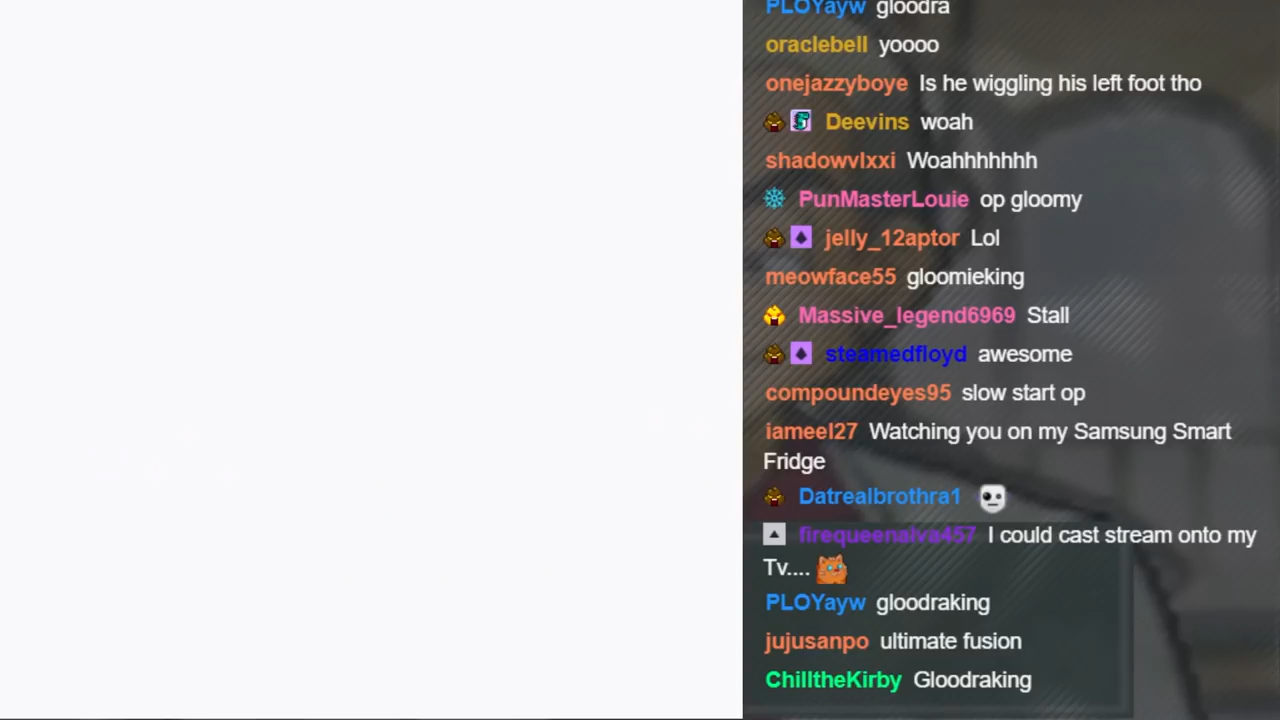 PLOYayw gloodra
oraclebell yoooo
onejazzyboye Is he wiggling his left foot tho
Deevins woah
shadowvlxxi Woahhhhhhh
PunMasterLouie op gloomy
jelly_12aptor Lol
meowface55 gloomieking
Massive_legend6969 Stall
steamedfloyd awesome
compoundeyes95 slow start op
iameel27 Watching you on my Samsung Smart
Fridge
Datrealbrothra1
firequeenalva457 I could cast stream onto my
Tv....
PLOYayw gloodraking
jujusanpo ultimate fusion
ChilltheKirby Gloodraking